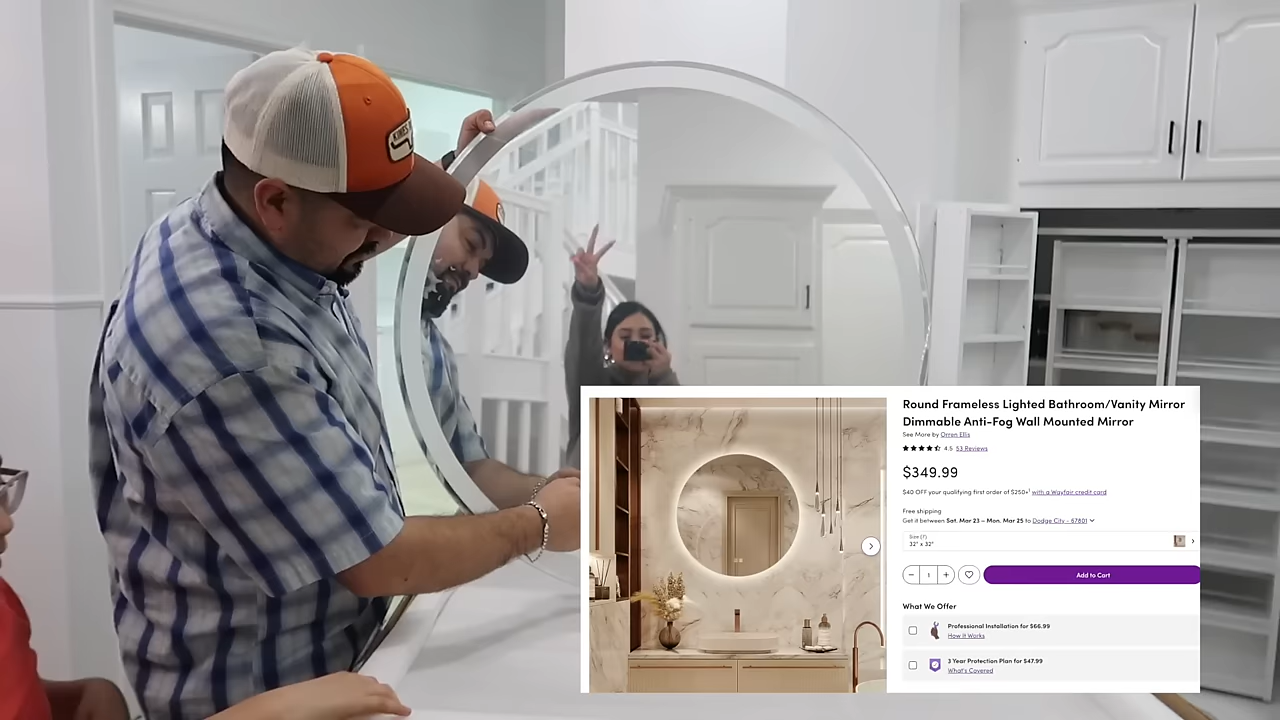 Round Frameless Lighted Bathroom/Vanity Mirror
Dimmable Anti-Fog Wall Mounted Mirror
See More by Orren Ellis
4.5 53 Reviews
$349.99
$40 OFF your qualifying first order of $250+¹ with a Wayfair credit card
Free shipping
Get it between Sat. Mar 23 – Mon. Mar 25 to Dodge City - 67801
Size (7)
32" x 32"
− 1 +
Add to Cart
What We Offer
Professional Installation for $66.99
How It Works
3 Year Protection Plan for $47.99
What's Covered